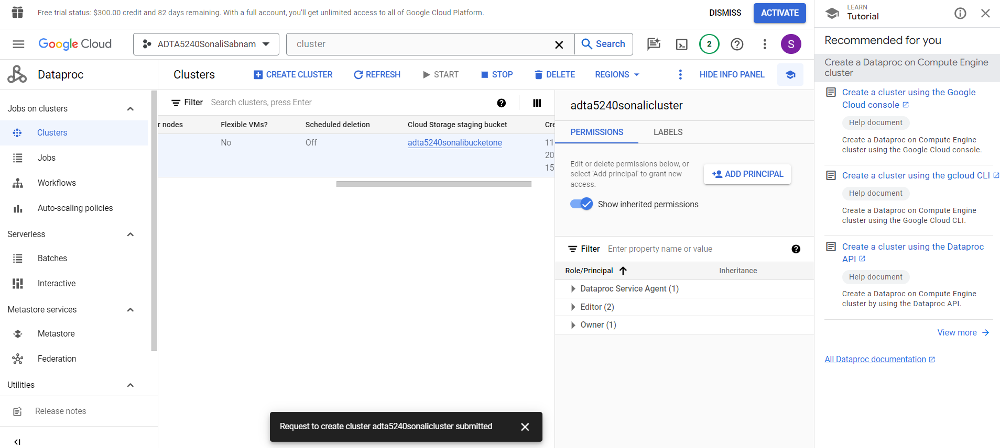 Free trial status: $300.00 credit and 82 days remaining. With a full account, you'll get unlimited access to all of Google Cloud Platform.
DISMISS
ACTIVATE
Google Cloud
ADTA5240SonaliSabnam
cluster
Search
2
S
Dataproc
Clusters
CREATE CLUSTER
REFRESH
START
STOP
DELETE
REGIONS
HIDE INFO PANEL
Jobs on clusters
Clusters
Jobs
Workflows
Auto-scaling policies
Serverless
Batches
Interactive
Metastore services
Metastore
Federation
Utilities
Release notes
Filter
Search clusters, press Enter
r nodes
Flexible VMs?
Scheduled deletion
Cloud Storage staging bucket
Cre
No
Off
adta5240sonalibucketone
11
20
15
adta5240sonalicluster
PERMISSIONS
LABELS
Edit or delete permissions below, or
select 'Add principal' to grant new
access.
ADD PRINCIPAL
Show inherited permissions
Filter
Enter property name or value
Role/Principal
Inheritance
Dataproc Service Agent (1)
Editor (2)
Owner (1)
Request to create cluster adta5240sonalicluster submitted
LEARN
Tutorial
Recommended for you
Create a Dataproc on Compute Engine
cluster
Create a cluster using the Google
Cloud console
Help document
Create a Dataproc on Compute Engine
cluster using the Google Cloud console.
Create a cluster using the gcloud CLI
Help document
Create a Dataproc on Compute Engine
cluster using the Google Cloud CLI.
Create a cluster using the Dataproc
API
Help document
Create a Dataproc on Compute Engine
cluster by using the Dataproc API.
View more
All Dataproc documentation